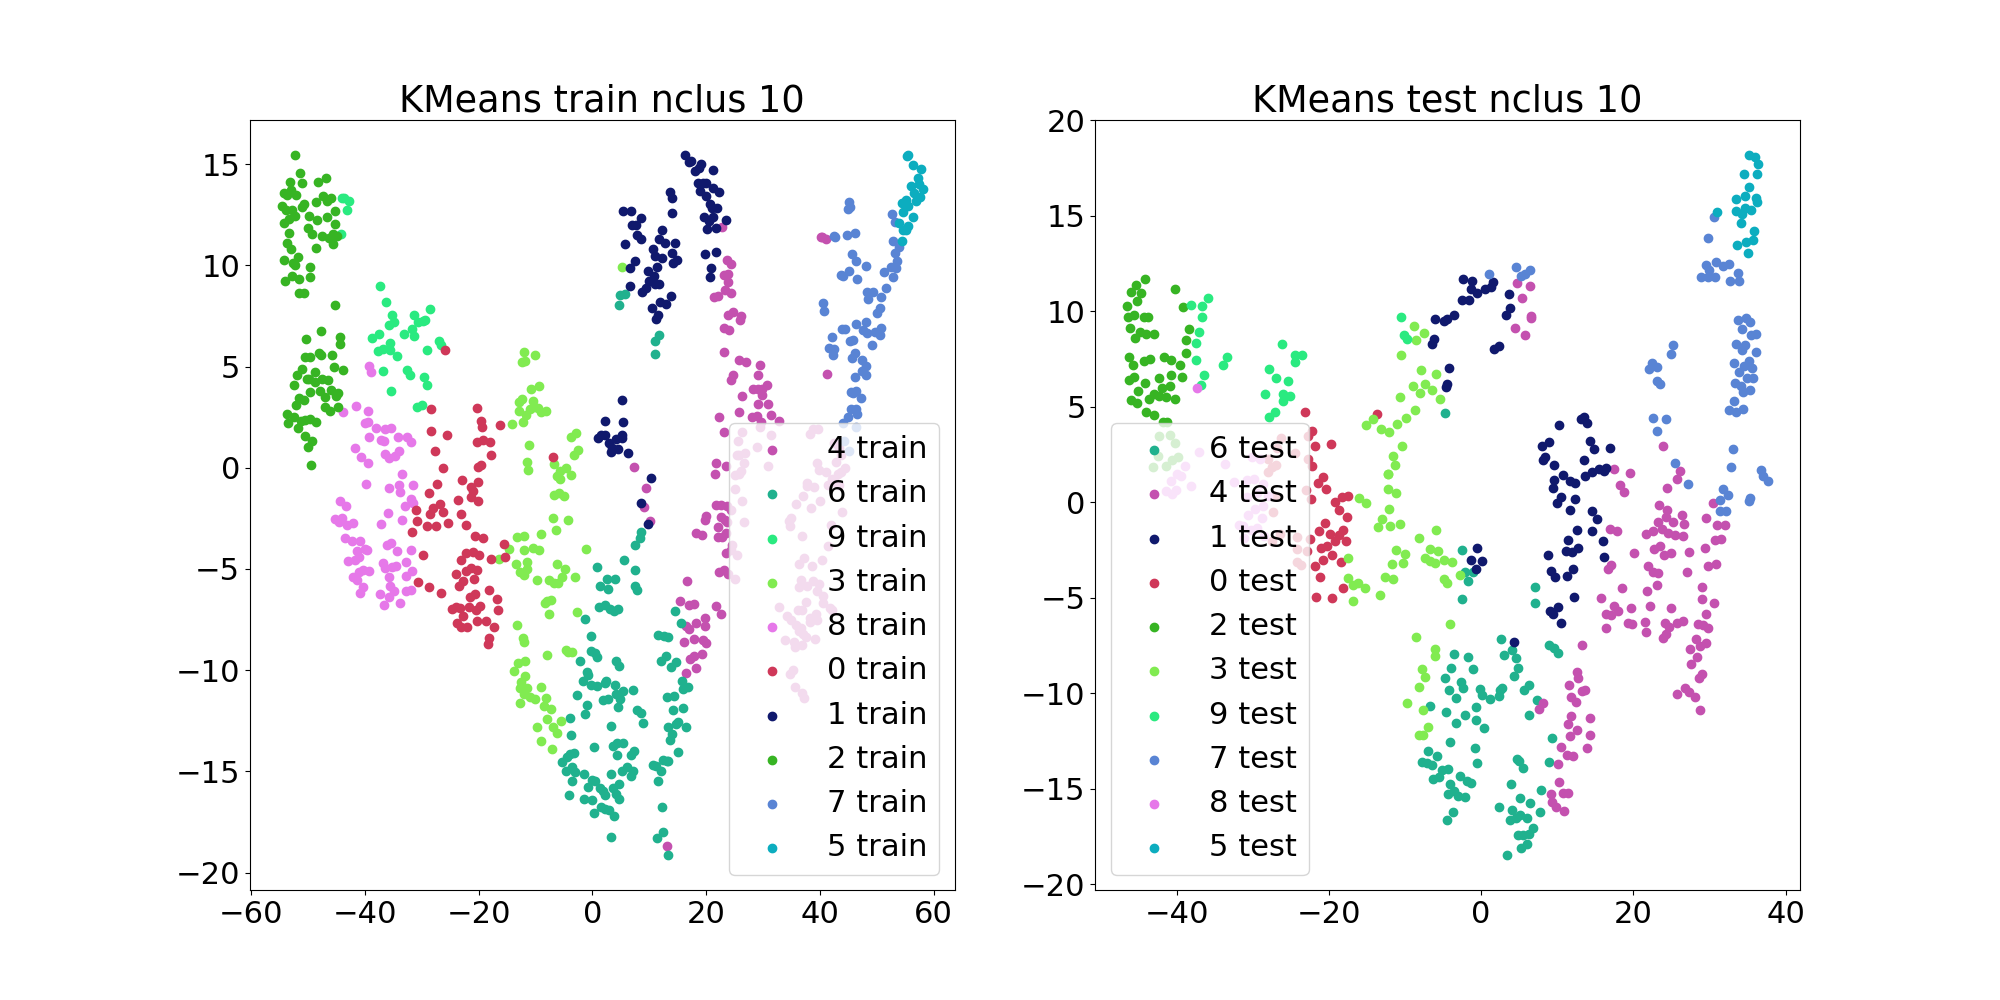 KMeans train nclus 10
15
10
5
0
−5
−10
−15
−20
−60
−40
−20
0
20
40
60
4 train
6 train
9 train
3 train
8 train
0 train
1 train
2 train
7 train
5 train
KMeans test nclus 10
20
15
10
5
0
−5
−10
−15
−20
−40
−20
0
20
40
6 test
4 test
1 test
0 test
2 test
3 test
9 test
7 test
8 test
5 test